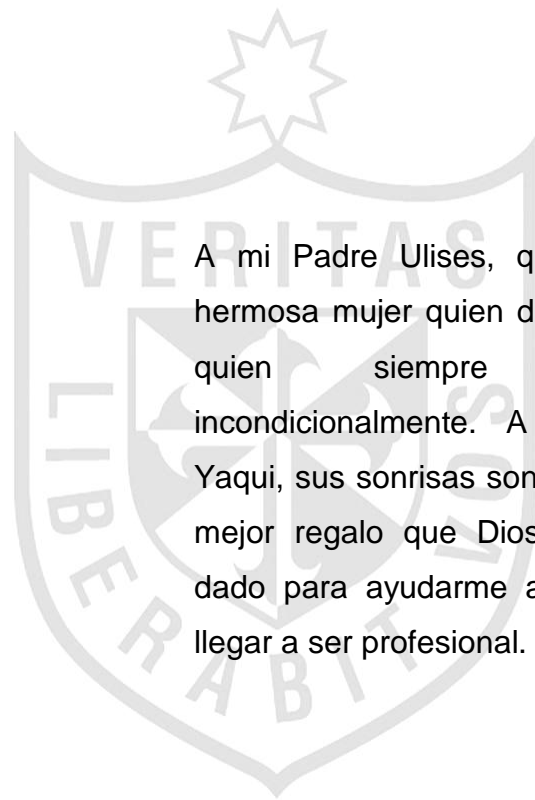 VERITAS
LIBERABIT VOS
A mi Padre Ulises, q
hermosa mujer quien d
quien siempre
incondicionalmente. A
Yaqui, sus sonrisas son
mejor regalo que Dios
dado para ayudarme a
llegar a ser profesional.